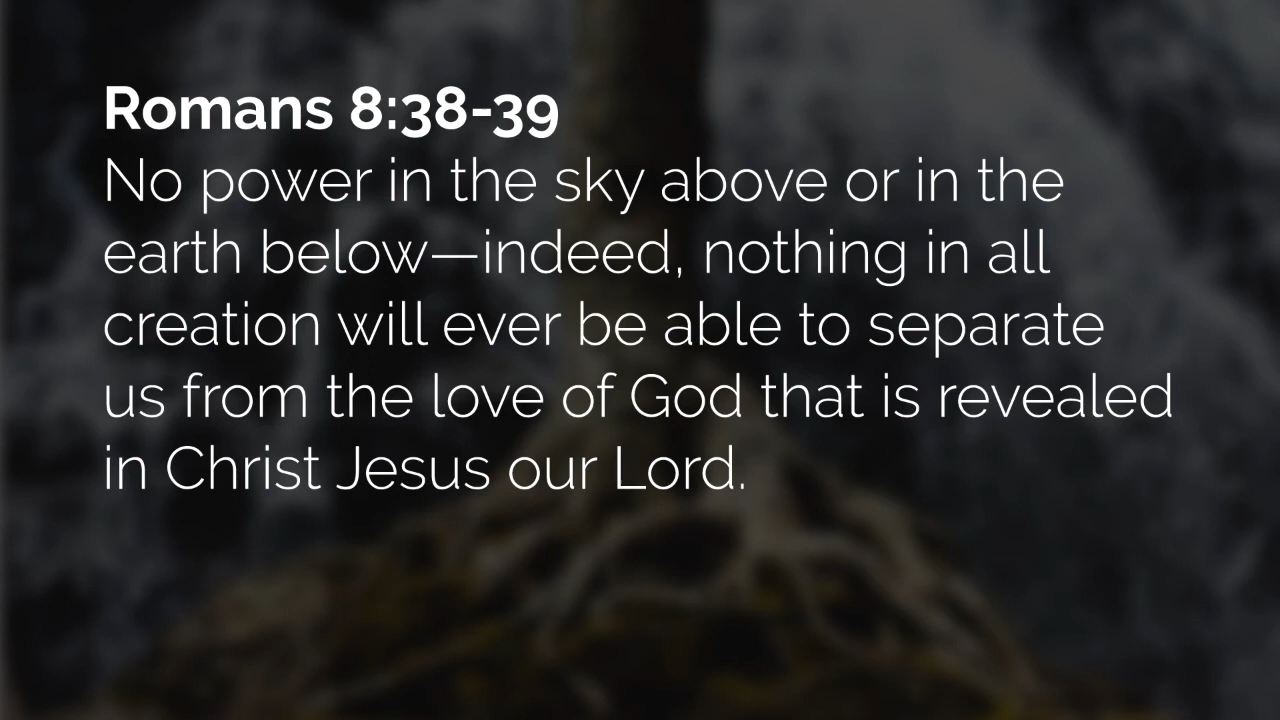 Romans 8:38-39
No power in the sky above or in the
earth below—indeed, nothing in all
creation will ever be able to separate
us from the love of God that is revealed
in Christ Jesus our Lord.